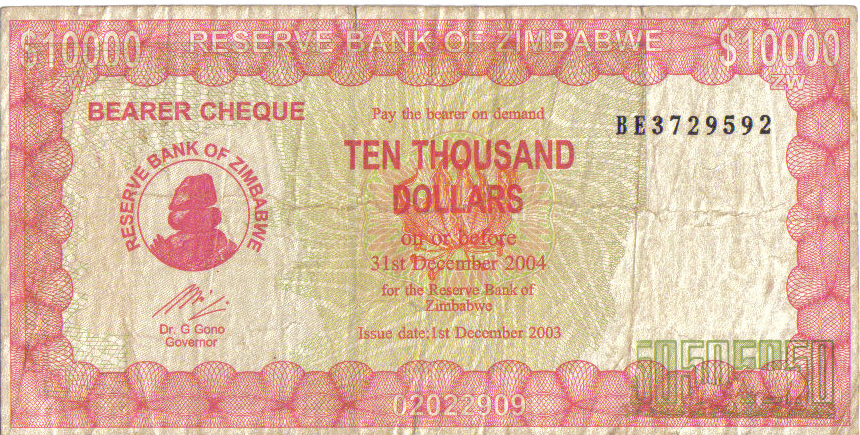 $10000 RESERVE BANK OF ZIMBABWE $10000
ZW ZW
BEARER CHEQUE
Pay the bearer on demand
BE3729592
TEN THOUSAND
DOLLARS
RESERVE BANK OF ZIMBABWE
on or before
31st December 2004
for the Reserve Bank of
Zimbabwe
Dr. G Gono
Governor
Issue date:1st December 2003
02022909